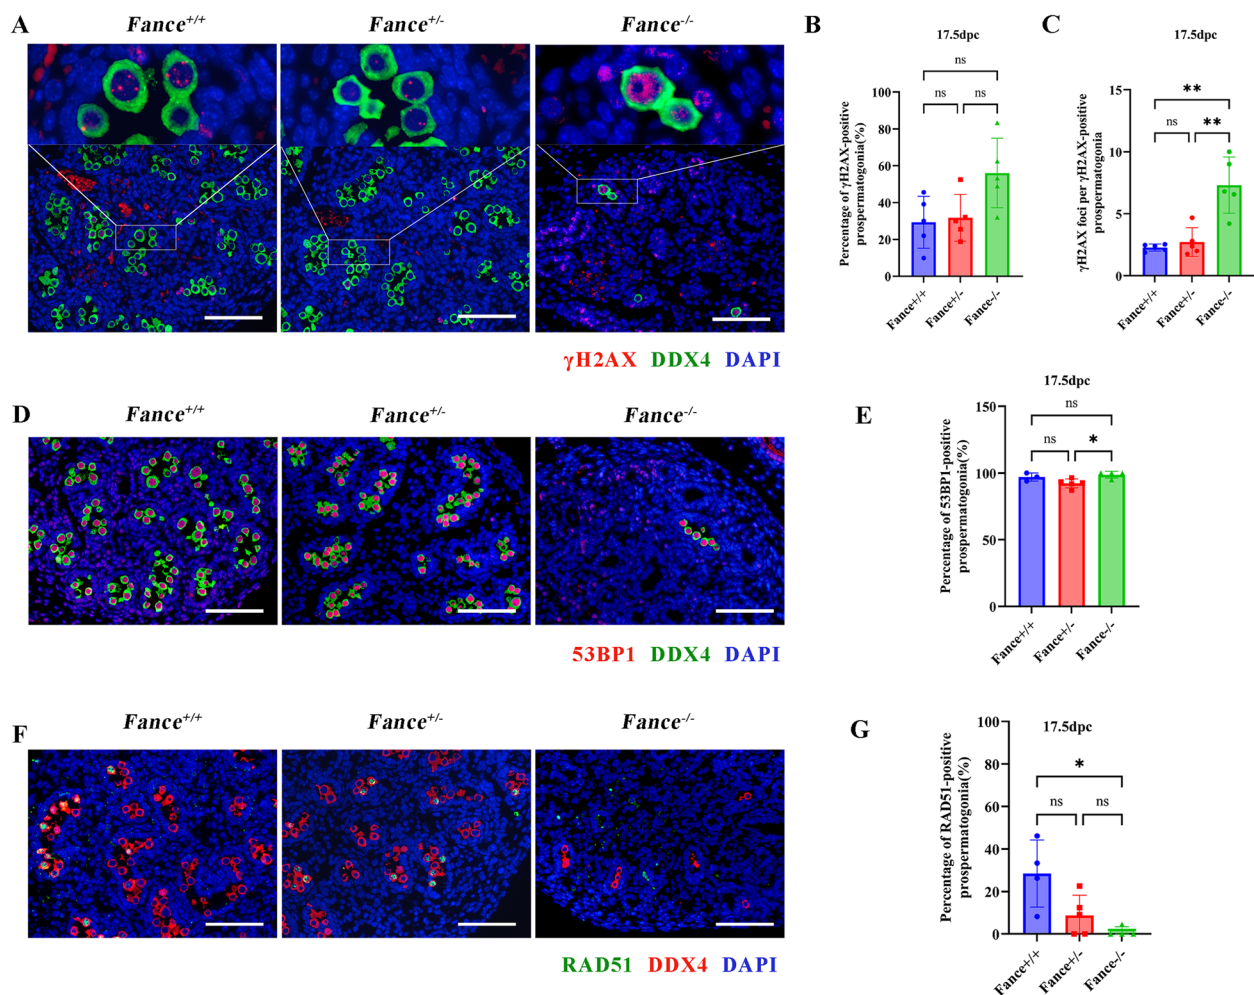 A
Fance+/+
Fance+/-
Fance-/-
γH2AX DDX4 DAPI
B
17.5dpc
ns
ns
ns
Percentage of γH2AX-positive
prospermatogonia(%)
100
80
60
40
20
0
Fance+/+
Fance+/-
Fance-/-
C
17.5dpc
**
ns
**
γH2AX foci per γH2AX-positive
prospermatogonia
15
10
5
0
Fance+/+
Fance+/-
Fance-/-
D
Fance+/+
Fance+/-
Fance-/-
53BP1 DDX4 DAPI
E
17.5dpc
ns
ns
*
Percentage of 53BP1-positive
prospermatogonia(%)
150
100
50
0
Fance+/+
Fance+/-
Fance-/-
F
Fance+/+
Fance+/-
Fance-/-
RAD51 DDX4 DAPI
G
17.5dpc
*
ns
ns
Percentage of RAD51-positive
prospermatogonia(%)
100
80
60
40
20
0
Fance+/+
Fance+/-
Fance-/-